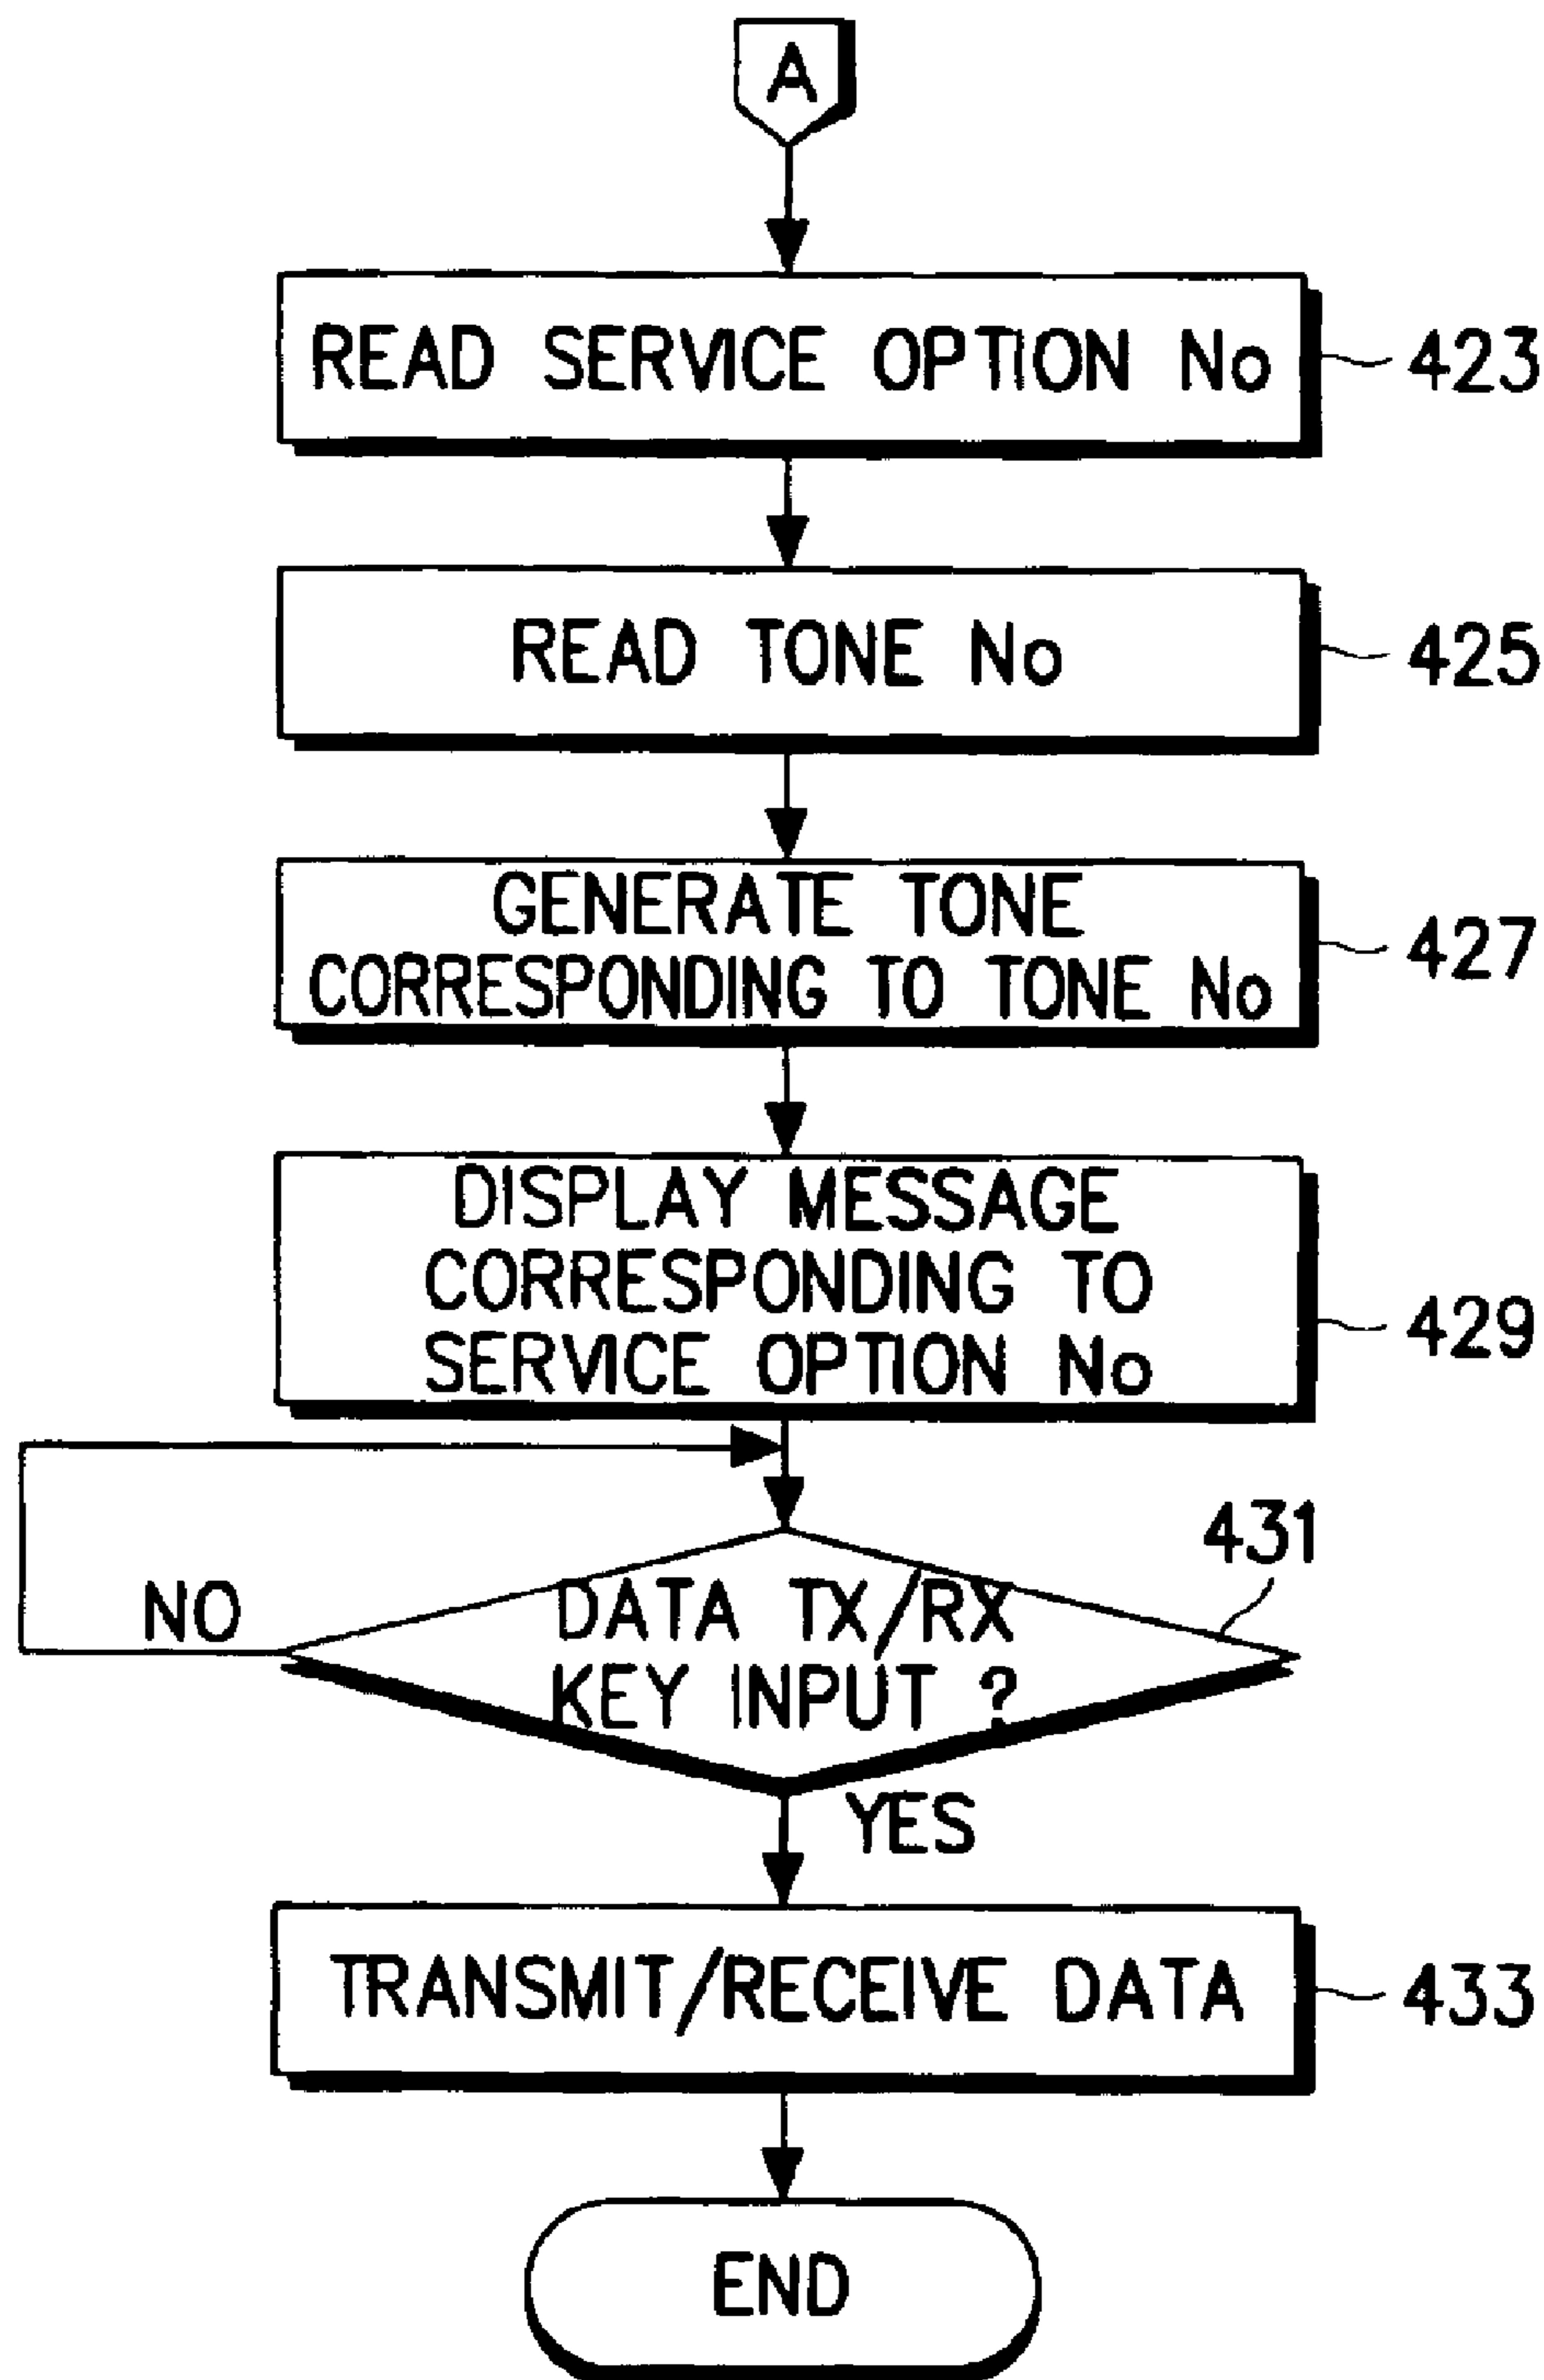 A
READ SERVICE OPTION No
423
READ TONE No
425
GENERATE TONE
CORRESPONDING TO TONE No
427
DISPLAY MESSAGE
CORRESPONDING TO
SERVICE OPTION No
429
431
NO
DATA TX/RX
KEY INPUT ?
YES
TRANSMIT/RECEIVE DATA
433
END